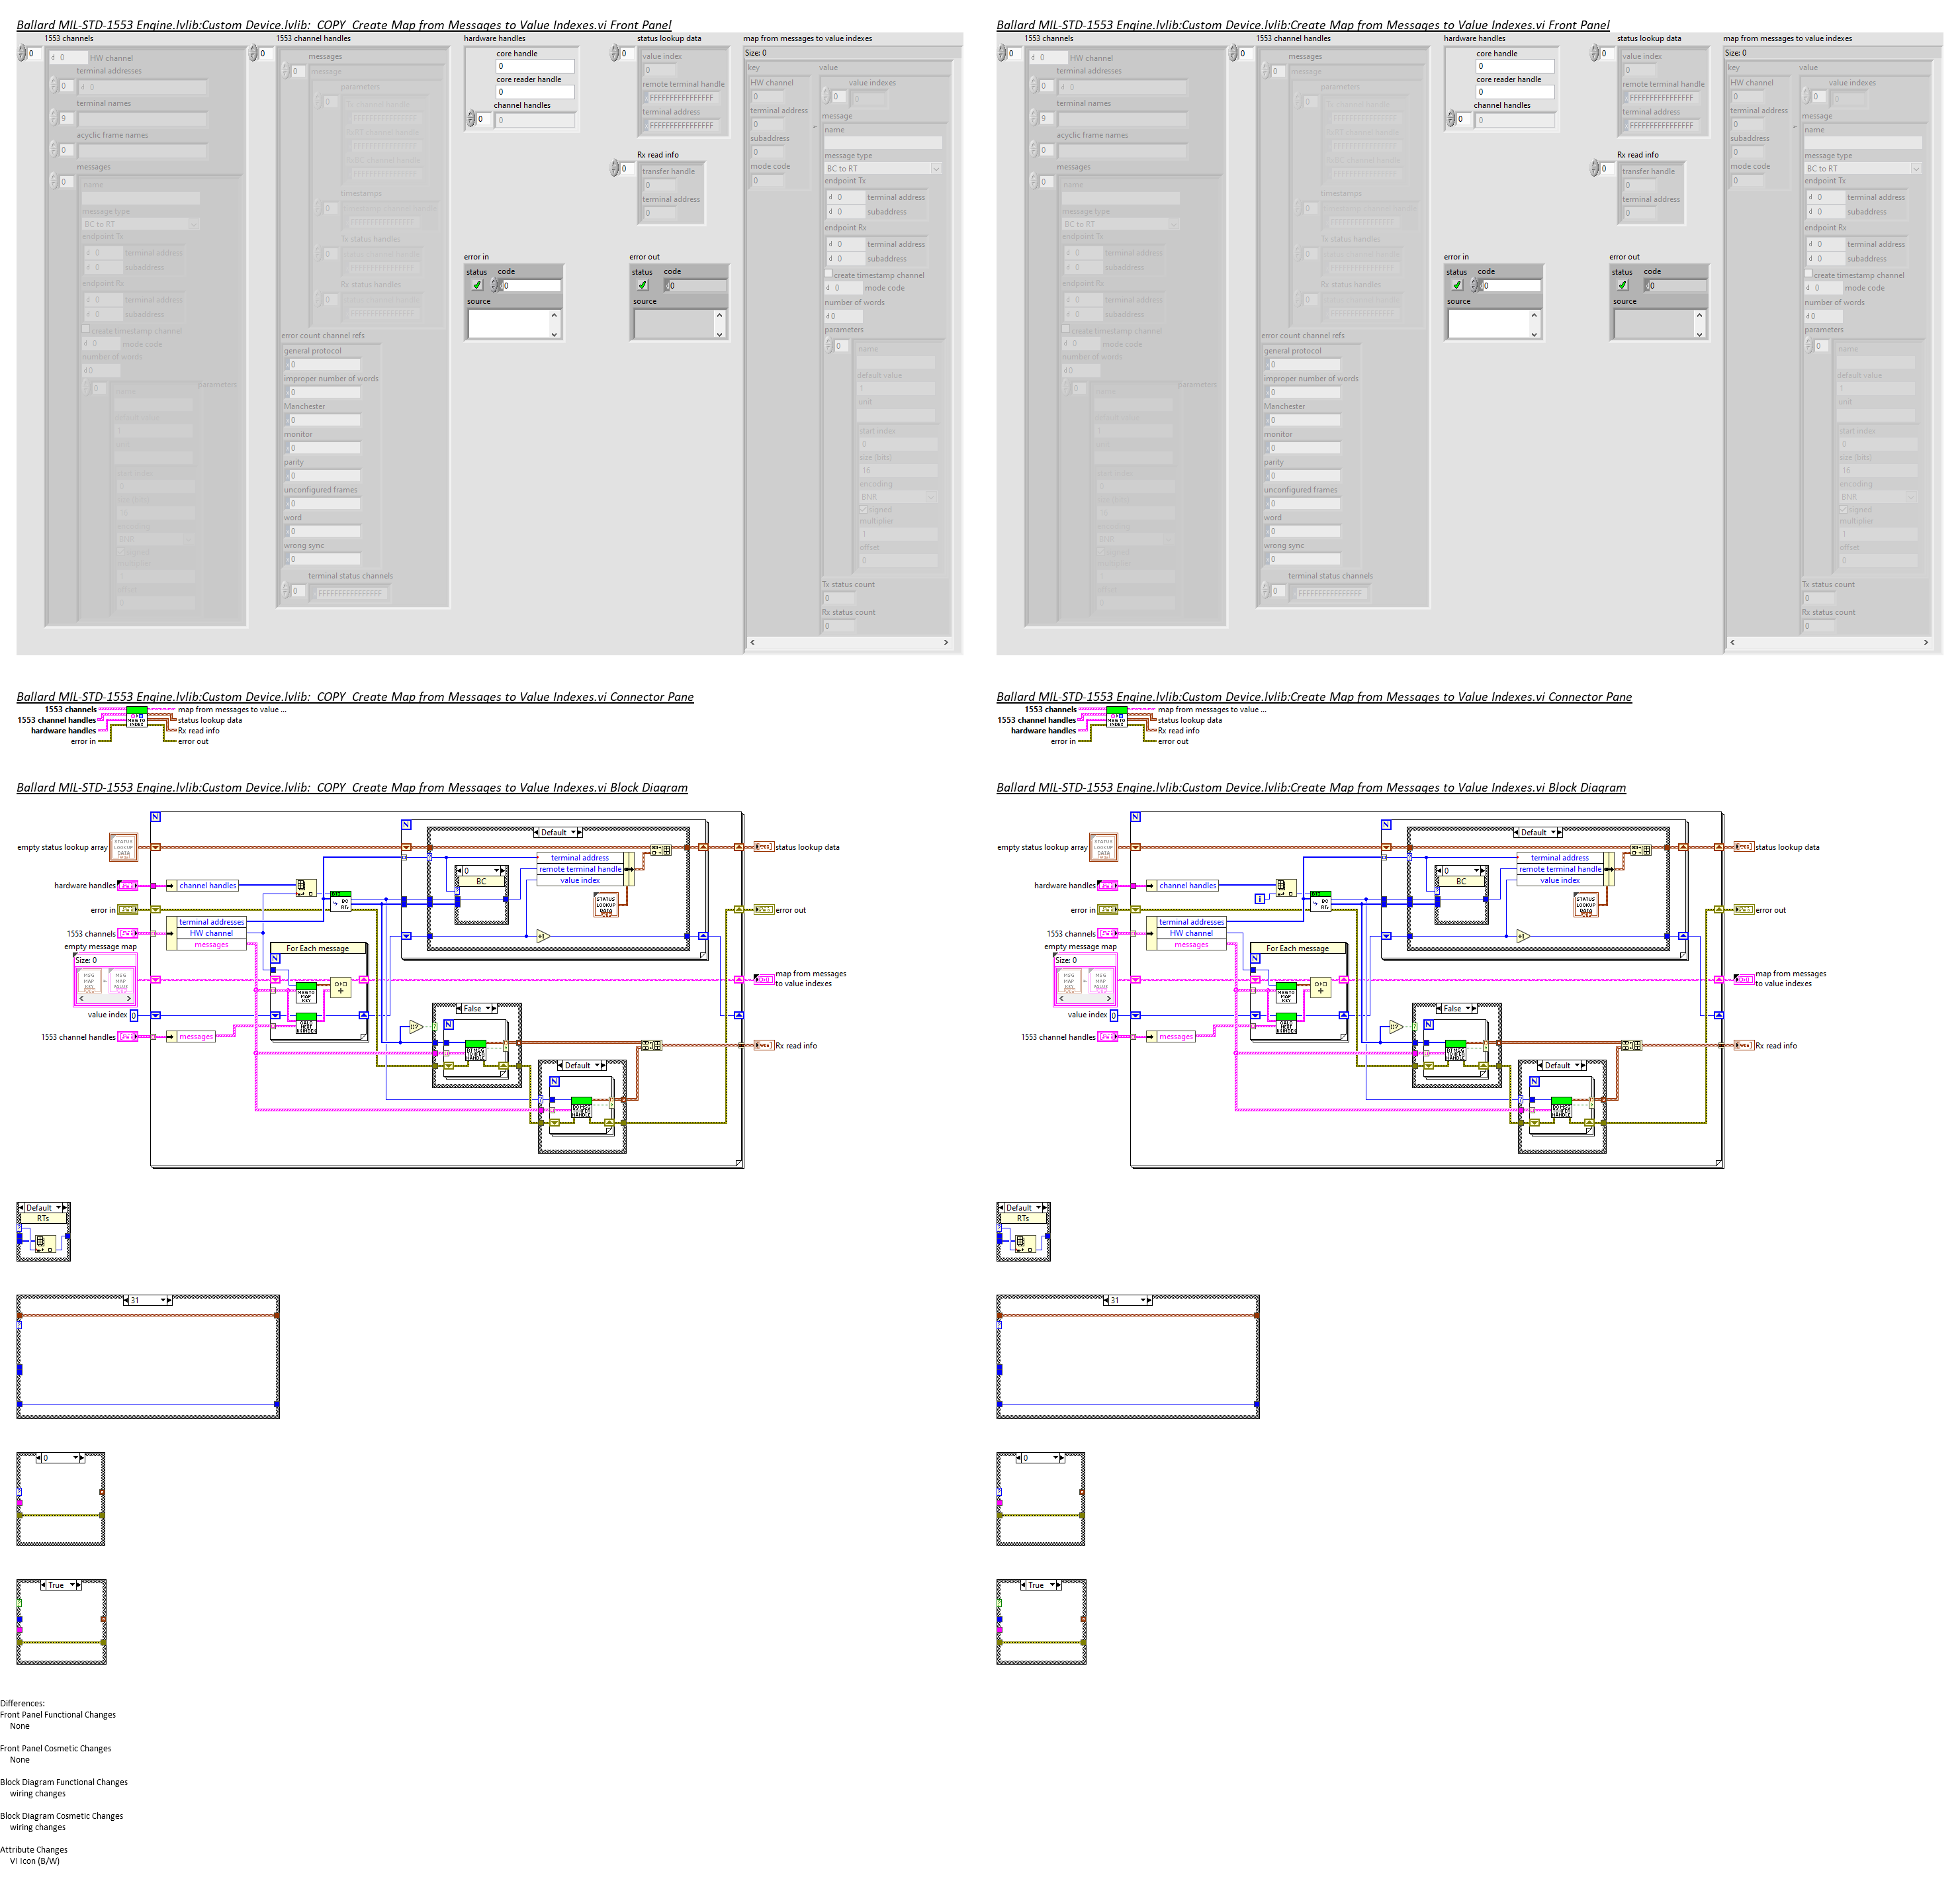 Ballard MIL-STD-1553 Engine.lvlib:Custom Device.lvlib:_COPY_Create Map from Messages to Value Indexes.vi Front Panel
1553 channels
0
d 0 HW channel
terminal addresses
0 d 0
terminal names
9
acyclic frame names
0
messages
0
name
message type
BC to RT
endpoint Tx
d 0 terminal address
d 0 subaddress
endpoint Rx
d 0 terminal address
d 0 subaddress
create timestamp channel
d 0 mode code
number of words
d 0
parameters
0
1553 channel handles
0
messages
0
message
parameters
timestamps
Tx status handles
Rx status handles
error count channel refs
general protocol
0
improper number of words
0
Manchester
0
monitor
0
parity
0
unconfigured frames
0
word
0
wrong sync
0
terminal status channels
0 FFFFFFFFFFFFFFFF
hardware handles
core handle
0
core reader handle
0
channel handles
0 0
error in
status code
0
source
status lookup data
0
value index
0
remote terminal handle
FFFFFFFFFFFFFFFF
terminal address
FFFFFFFFFFFFFFFF
Rx read info
0
transfer handle
0
terminal address
0
error out
status code
0
source
map from messages to value indexes
Size: 0
key
HW channel
0
terminal address
0
subaddress
0
mode code
0
value
value indexes
0 0
message
name
message type
BC to RT
endpoint Tx
d 0 terminal address
d 0 subaddress
endpoint Rx
d 0 terminal address
d 0 subaddress
create timestamp channel
d 0 mode code
number of words
d 0
parameters
0
name
default value
1
unit
start index
0
size (bits)
16
encoding
BNR
signed
multiplier
1
offset
0
Tx status count
0
Rx status count
0
Ballard MIL-STD-1553 Engine.lvlib:Custom Device.lvlib:Create Map from Messages to Value Indexes.vi Front Panel
1553 channels
0
d 0 HW channel
terminal addresses
0 d 0
terminal names
9
acyclic frame names
0
messages
0
name
message type
BC to RT
endpoint Tx
d 0 terminal address
d 0 subaddress
endpoint Rx
d 0 terminal address
d 0 subaddress
create timestamp channel
d 0 mode code
number of words
d 0
parameters
0
1553 channel handles
0
messages
0
message
parameters
timestamps
Tx status handles
Rx status handles
error count channel refs
general protocol
0
improper number of words
0
Manchester
0
monitor
0
parity
0
unconfigured frames
0
word
0
wrong sync
0
terminal status channels
0 FFFFFFFFFFFFFFFF
hardware handles
core handle
0
core reader handle
0
channel handles
0 0
error in
status code
0
source
status lookup data
0
value index
0
remote terminal handle
FFFFFFFFFFFFFFFF
terminal address
FFFFFFFFFFFFFFFF
Rx read info
0
transfer handle
0
terminal address
0
error out
status code
0
source
map from messages to value indexes
Size: 0
key
HW channel
0
terminal address
0
subaddress
0
mode code
0
value
value indexes
0 0
message
name
message type
BC to RT
endpoint Tx
d 0 terminal address
d 0 subaddress
endpoint Rx
d 0 terminal address
d 0 subaddress
create timestamp channel
d 0 mode code
number of words
d 0
parameters
0
name
default value
1
unit
start index
0
size (bits)
16
encoding
BNR
signed
multiplier
1
offset
0
Tx status count
0
Rx status count
0
Ballard MIL-STD-1553 Engine.lvlib:Custom Device.lvlib:_COPY_Create Map from Messages to Value Indexes.vi Connector Pane
1553 channels
1553 channel handles
hardware handles
error in
MSG TO
INDEX
map from messages to value ...
status lookup data
Rx read info
error out
Ballard MIL-STD-1553 Engine.lvlib:Custom Device.lvlib:Create Map from Messages to Value Indexes.vi Connector Pane
1553 channels
1553 channel handles
hardware handles
error in
MSG TO
INDEX
map from messages to value ...
status lookup data
Rx read info
error out
Ballard MIL-STD-1553 Engine.lvlib:Custom Device.lvlib:_COPY_Create Map from Messages to Value Indexes.vi Block Diagram
N
N
Default
empty status lookup array
STATUS
LOOKUP
DATA
status lookup data
terminal address
remote terminal handle
value index
0
BC
STATUS
LOOKUP
DATA
hardware handles
channel handles
error in
error out
terminal addresses
HW channel
messages
1553 channels
empty message map
Size: 0
MSG
MAP
KEY
MSG
MAP
VALUE
For Each message
N
MSG TO
MAP
KEY
map from messages
to value indexes
value index 0
False
N
1553 channel handles
messages
Rx read info
Default
N
Ballard MIL-STD-1553 Engine.lvlib:Custom Device.lvlib:Create Map from Messages to Value Indexes.vi Block Diagram
N
N
Default
empty status lookup array
STATUS
LOOKUP
DATA
status lookup data
terminal address
remote terminal handle
value index
0
BC
STATUS
LOOKUP
DATA
hardware handles
channel handles
i
error in
error out
terminal addresses
HW channel
messages
1553 channels
empty message map
Size: 0
MSG
MAP
KEY
MSG
MAP
VALUE
For Each message
N
MSG TO
MAP
KEY
map from messages
to value indexes
value index 0
False
N
1553 channel handles
messages
Rx read info
Default
N
Default
RTs
Default
RTs
31
31
0
0
True
True
Differences:
Front Panel Functional Changes
None
Front Panel Cosmetic Changes
None
Block Diagram Functional Changes
wiring changes
Block Diagram Cosmetic Changes
wiring changes
Attribute Changes
VI Icon (B/W)